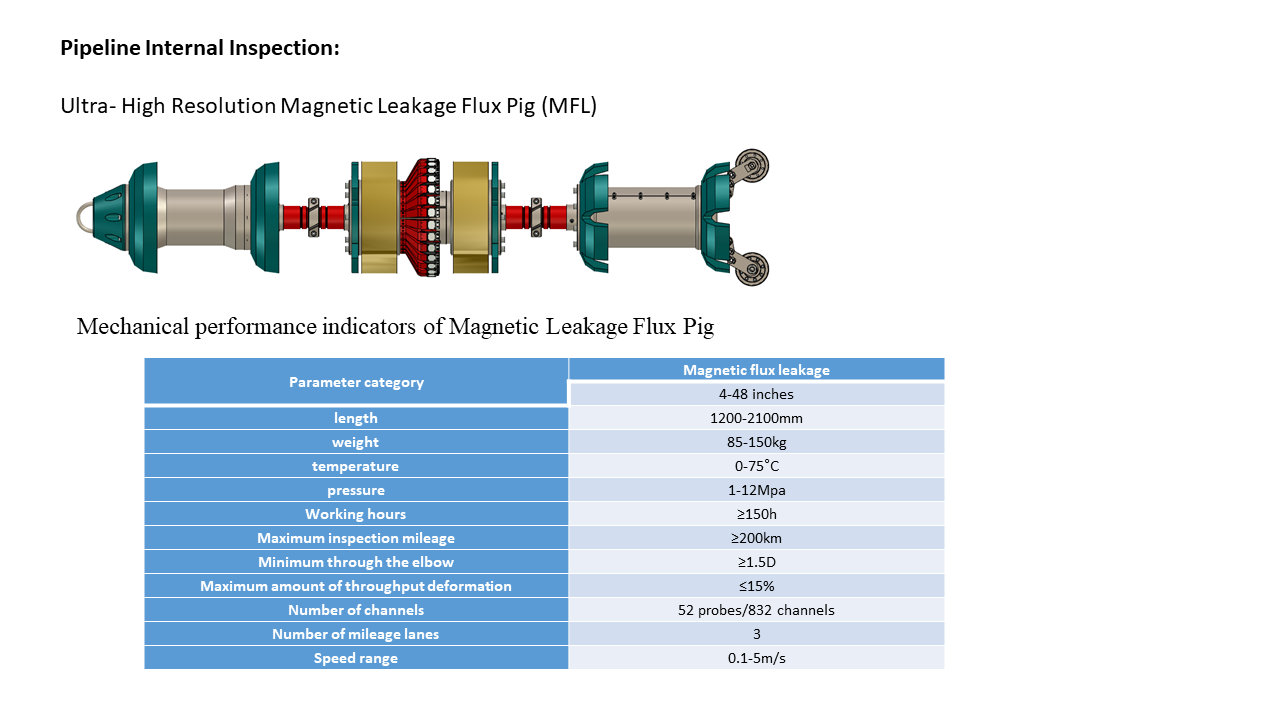 Pipeline Internal Inspection:
Ultra- High Resolution Magnetic Leakage Flux Pig (MFL)
Mechanical performance indicators of Magnetic Leakage Flux Pig
Parameter category
Magnetic flux leakage
4-48 inches
length 1200-2100mm
weight 85-150kg
temperature 0-75°C
pressure 1-12Mpa
Working hours ≥150h
Maximum inspection mileage ≥200km
Minimum through the elbow ≥1.5D
Maximum amount of throughput deformation ≤15%
Number of channels 52 probes/832 channels
Number of mileage lanes 3
Speed range 0.1-5m/s